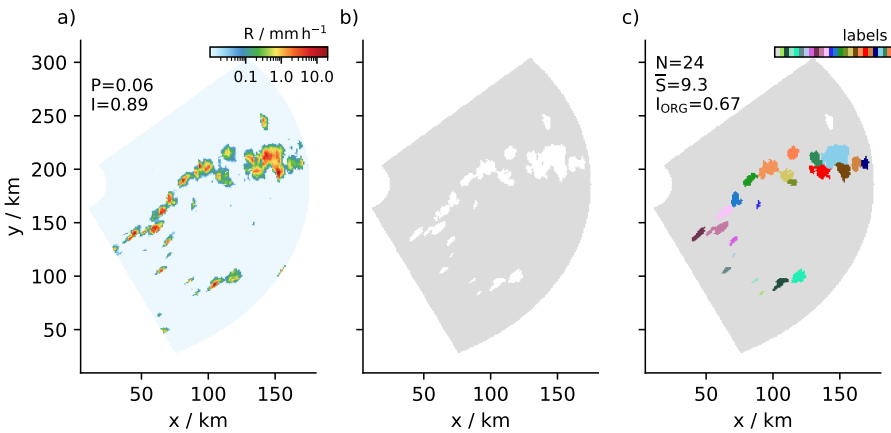 a)
R / mm h⁻¹
0.1 1.0 10.0
P=0.06
I=0.89
300
250
200
150
100
50
y / km
50 100 150
x / km
b)
50 100 150
x / km
c)
labels
N=24
S̅=9.3
I_ORG=0.67
50 100 150
x / km